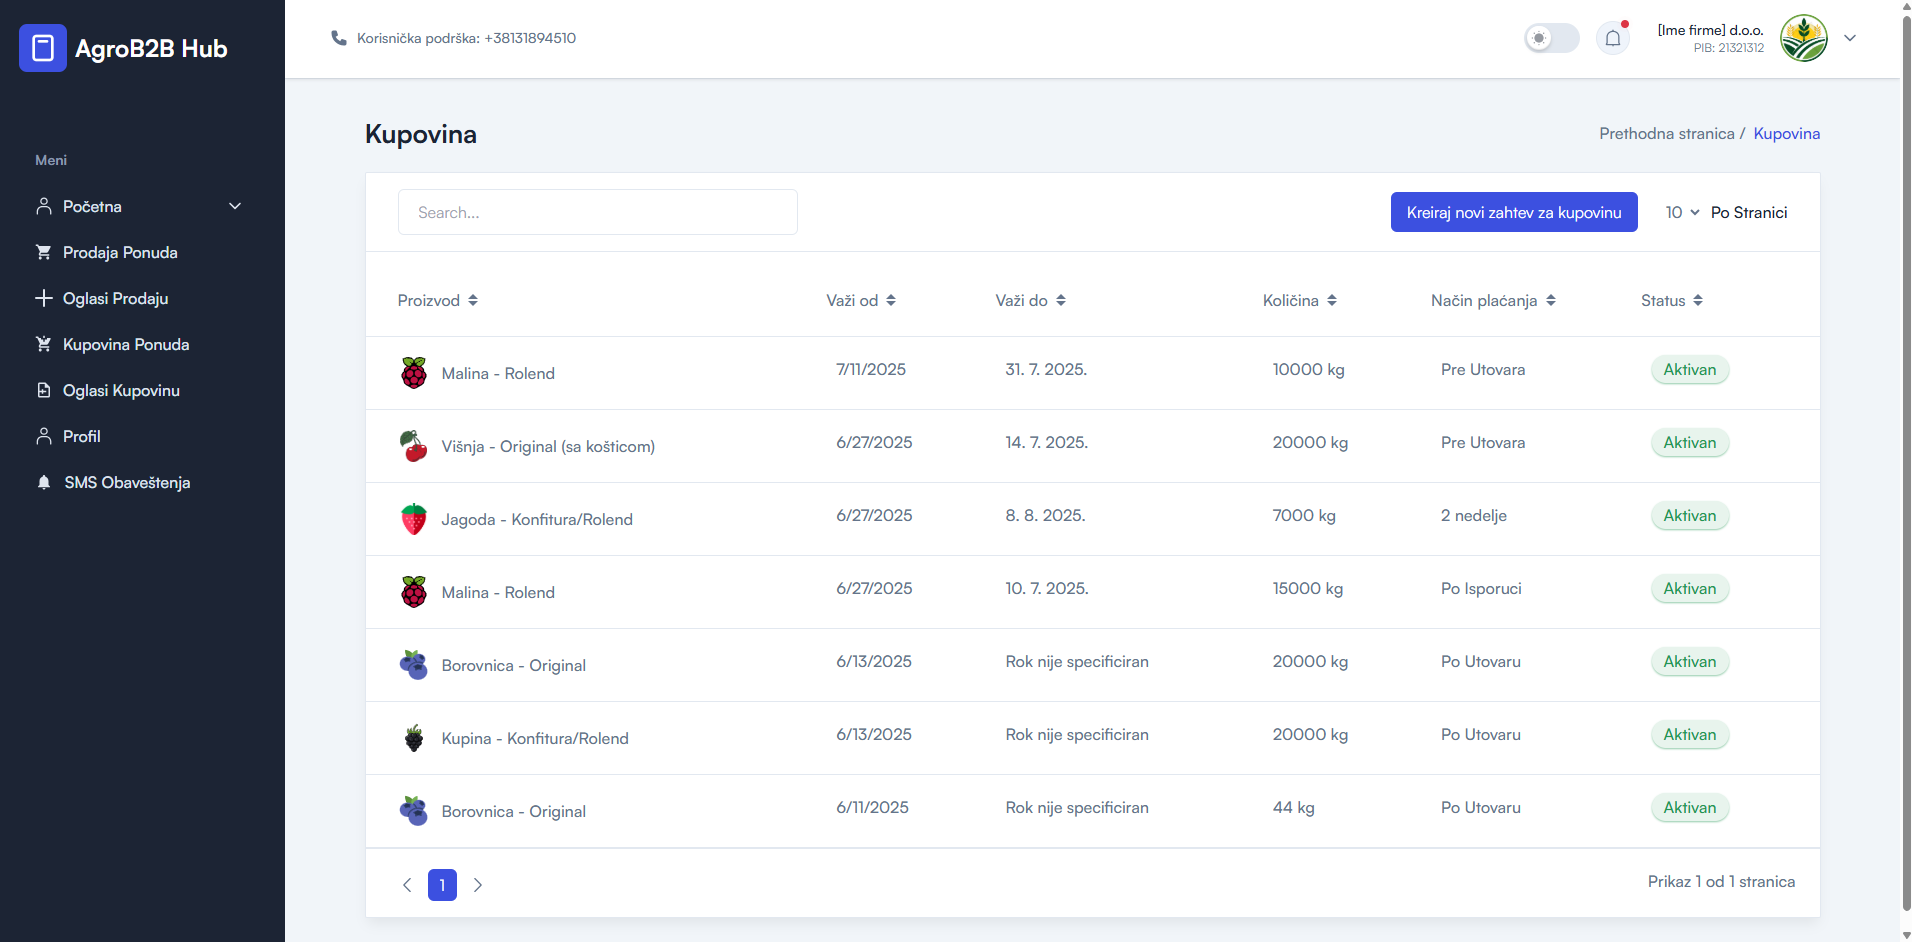 AgroB2B Hub
Korisnička podrška: +38131894510
[Ime firme] d.o.o.
PIB: 21321312
Meni
Početna
Prodaja Ponuda
Oglasi Prodaju
Kupovina Ponuda
Oglasi Kupovinu
Profil
SMS Obaveštenja
Kupovina
Prethodna stranica / Kupovina
Search...
Kreiraj novi zahtev za kupovinu
10 Po Stranici
Proizvod Važi od Važi do Količina Način plaćanja Status
Malina - Rolend 7/11/2025 31. 7. 2025. 10000 kg Pre Utovara Aktivan
Višnja - Original (sa košticom) 6/27/2025 14. 7. 2025. 20000 kg Pre Utovara Aktivan
Jagoda - Konfitura/Rolend 6/27/2025 8. 8. 2025. 7000 kg 2 nedelje Aktivan
Malina - Rolend 6/27/2025 10. 7. 2025. 15000 kg Po Isporuci Aktivan
Borovnica - Original 6/13/2025 Rok nije specificiran 20000 kg Po Utovaru Aktivan
Kupina - Konfitura/Rolend 6/13/2025 Rok nije specificiran 20000 kg Po Utovaru Aktivan
Borovnica - Original 6/11/2025 Rok nije specificiran 44 kg Po Utovaru Aktivan
1
Prikaz 1 od 1 stranica